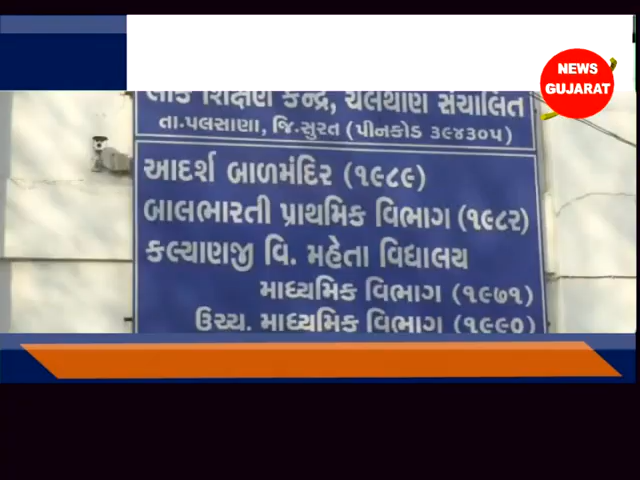 NEWS
GUJARAT
લોક શિક્ષણ કેન્દ્ર, ચલથાણ સંચાલિત
તા.પલસાણા, જિ.સુરત (પીનકોડ ૩૯૪૩૦૫)
આદર્શ બાળમંદિર (૧૯૮૯)
બાલભારતી પ્રાથમિક વિભાગ (૧૯૮૨)
કલ્યાણજી વિ. મહેતા વિદ્યાલય
માધ્યમિક વિભાગ (૧૯૭૧)
ઉચ્ચ. માધ્યમિક વિભાગ (૧૯૯૦)